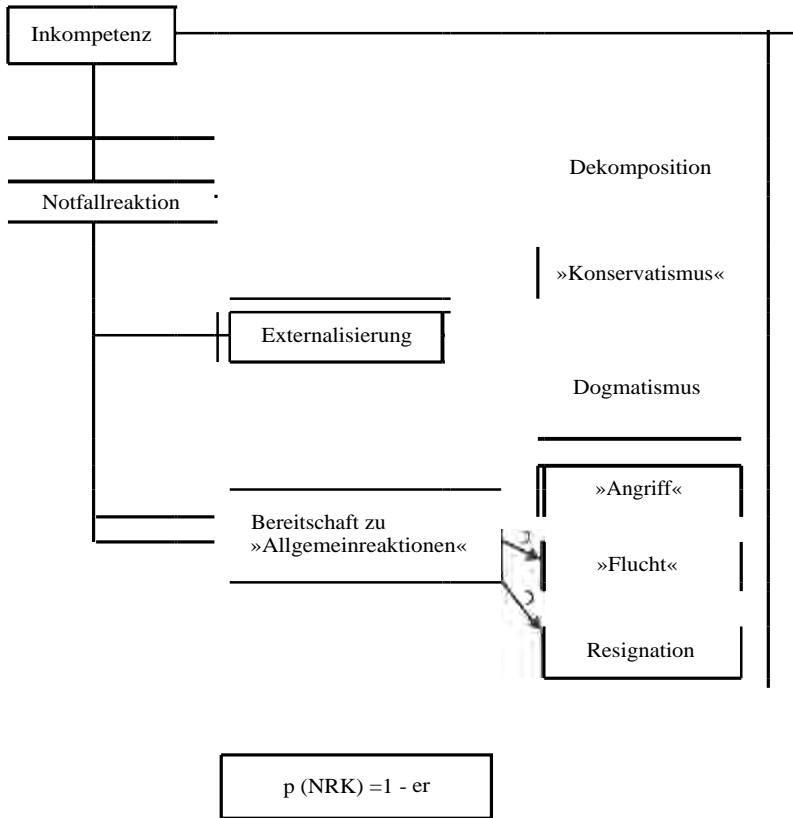 Inkompetenz
Dekomposition
Notfallreaktion
»Konservatismus«
Externalisierung
Dogmatismus
»Angriff«
Bereitschaft zu
»Allgemeinreaktionen«
»Flucht«
Resignation
p (NRK) =1 - er